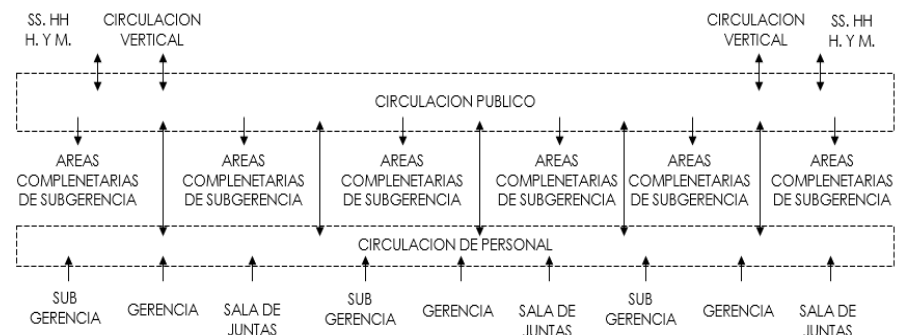 SS. HH
H. Y M.
CIRCULACION
VERTICAL
CIRCULACION
VERTICAL
SS. HH
H. Y M.
CIRCULACION PUBLICO
AREAS
COMPLENETARIAS
DE SUBGERENCIA
AREAS
COMPLENETARIAS
DE SUBGERENCIA
AREAS
COMPLENETARIAS
DE SUBGERENCIA
AREAS
COMPLENETARIAS
DE SUBGERENCIA
AREAS
COMPLENETARIAS
DE SUBGERENCIA
AREAS
COMPLENETARIAS
DE SUBGERENCIA
CIRCULACION DE PERSONAL
SUB
GERENCIA
GERENCIA
SALA DE
JUNTAS
SUB
GERENCIA
GERENCIA
SALA DE
JUNTAS
SUB
GERENCIA
GERENCIA
SALA DE
JUNTAS